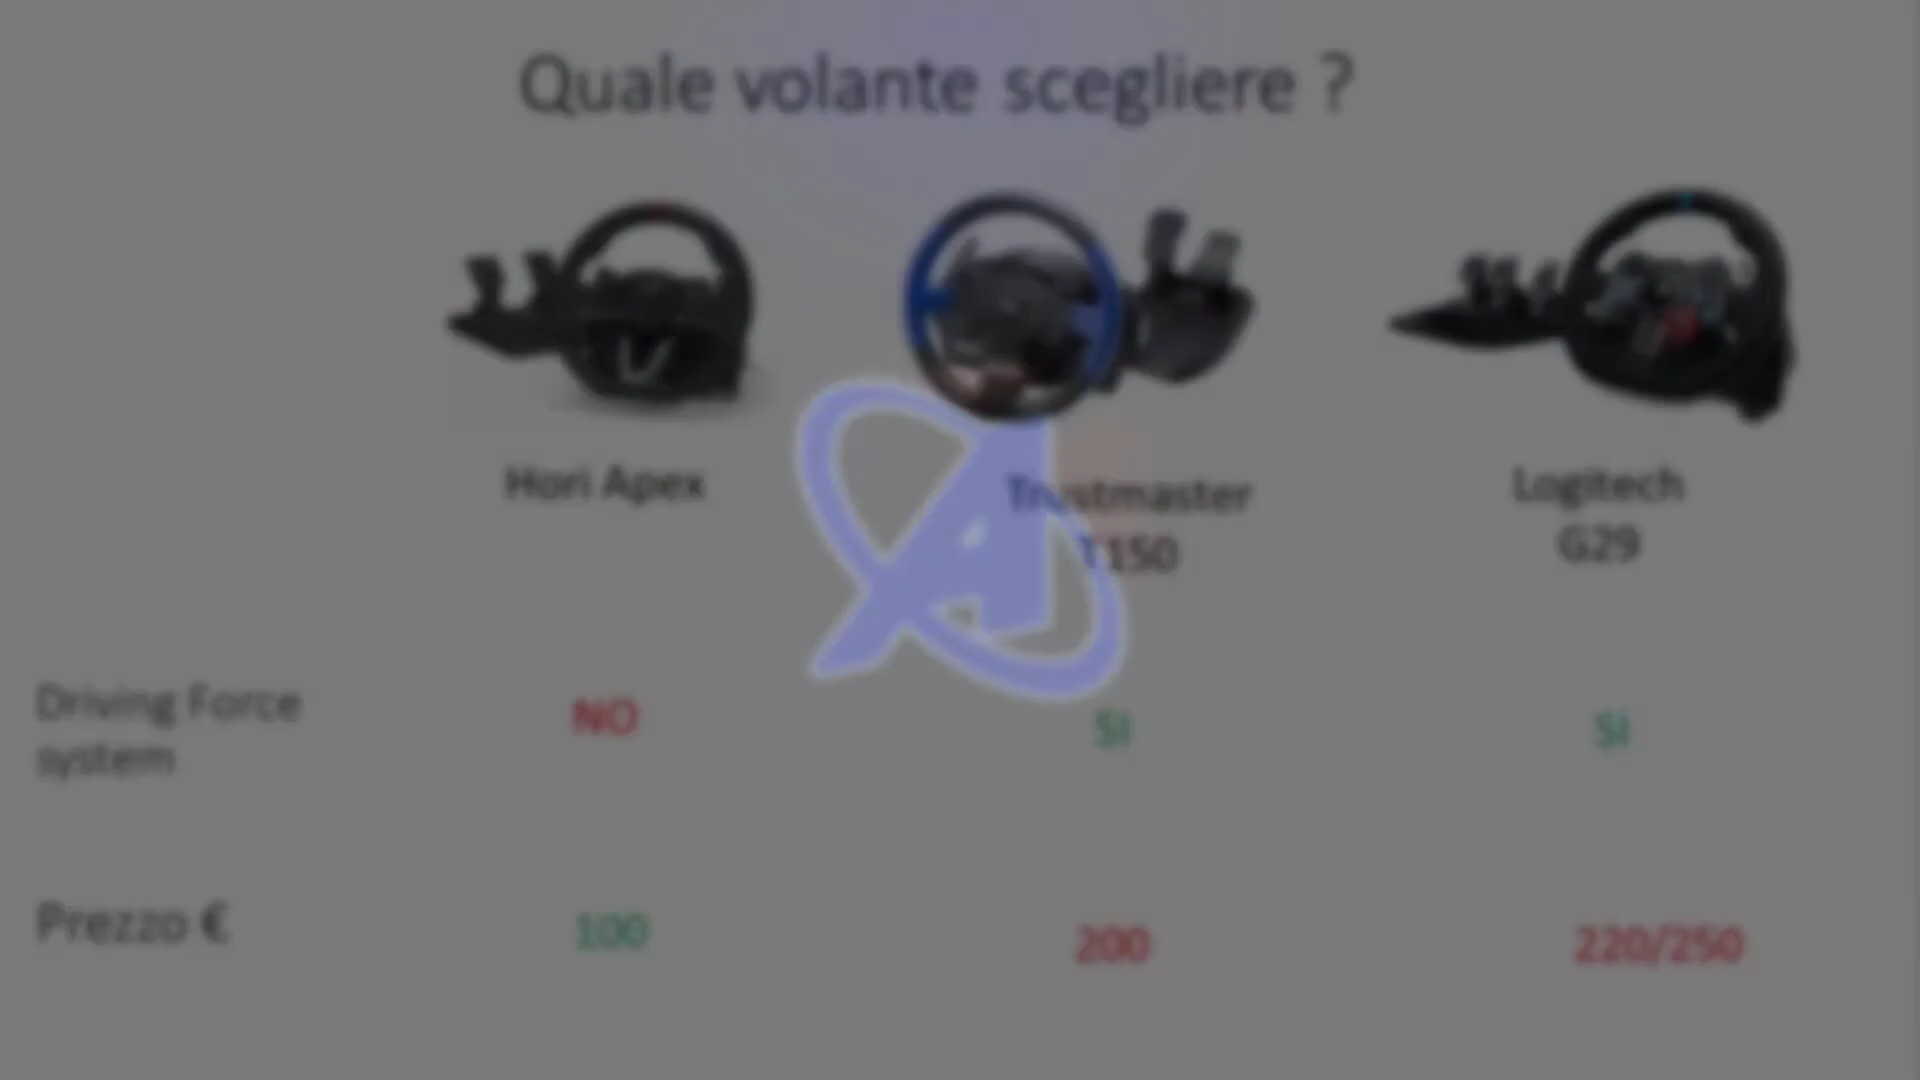 Quale volante scegliere ?
Hori Apex
Trustmaster
T150
Logitech
G29
Driving Force
system
NO
SI
SI
Prezzo €
100
200
220/250